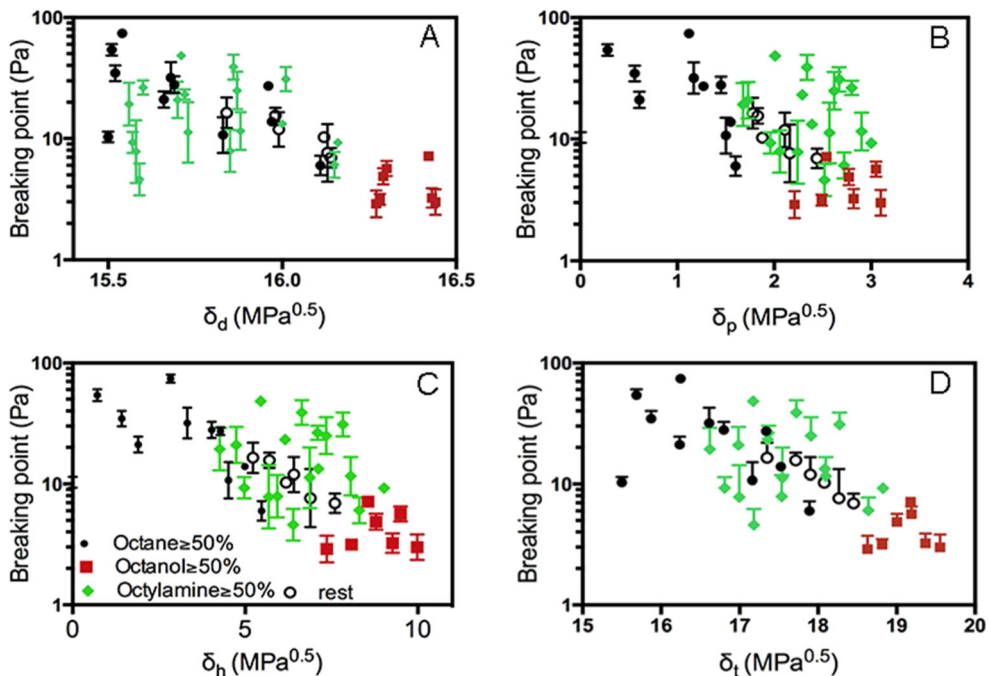 A
B
Breaking point (Pa)
100
10
1
15.5
16.0
16.5
δd (MPa0.5)
Breaking point (Pa)
100
10
1
0
1
2
3
4
δp (MPa0.5)
C
D
Breaking point (Pa)
100
10
1
Octane≥50%
Octanol≥50%
Octylamine≥50% rest
0
5
10
δh (MPa0.5)
Breaking point (Pa)
100
10
1
15
16
17
18
19
20
δt (MPa0.5)